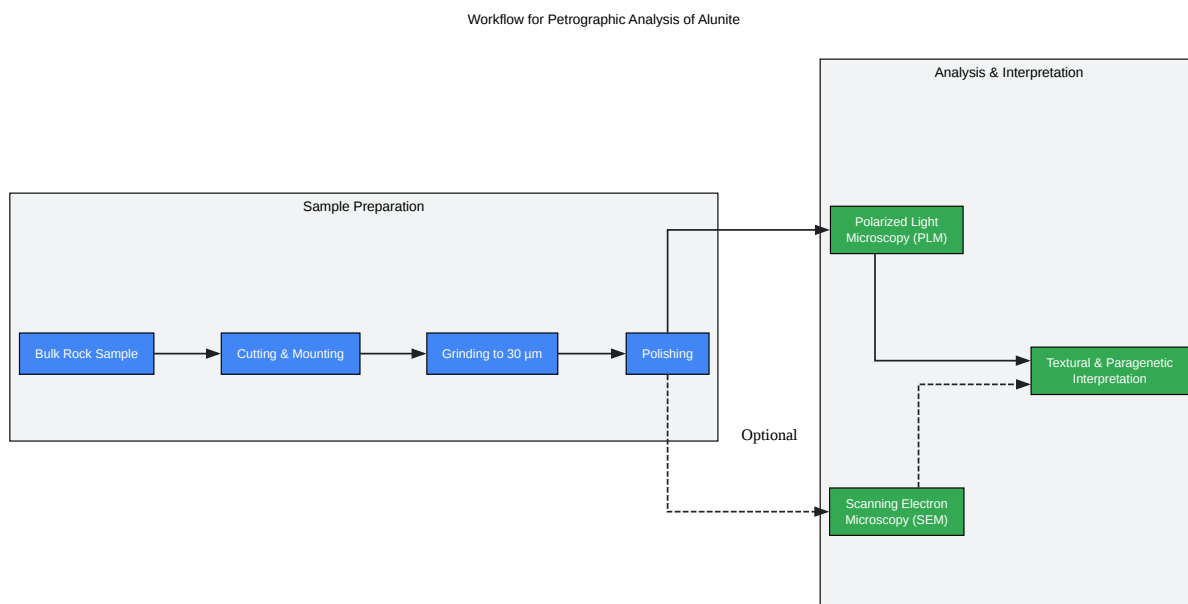 Workflow for Petrographic Analysis of Alunite
Analysis & Interpretation
Sample Preparation
Polarized Light
Microscopy (PLM)
Bulk Rock Sample
Cutting & Mounting
Grinding to 30 µm
Polishing
Textural & Paragenetic
Interpretation
Optional
Scanning Electron
Microscopy (SEM)